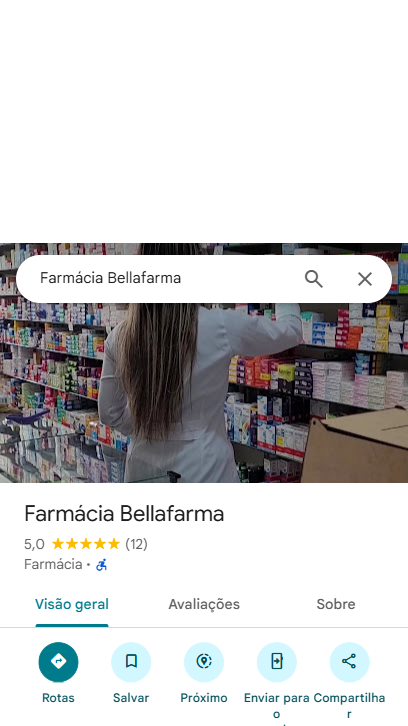 Farmácia Bellafarma
Farmácia Bellafarma
5,0 (12)
Farmácia ·
Visão geral Avaliações Sobre
Rotas Salvar Próximo Enviar para o Compartilhar